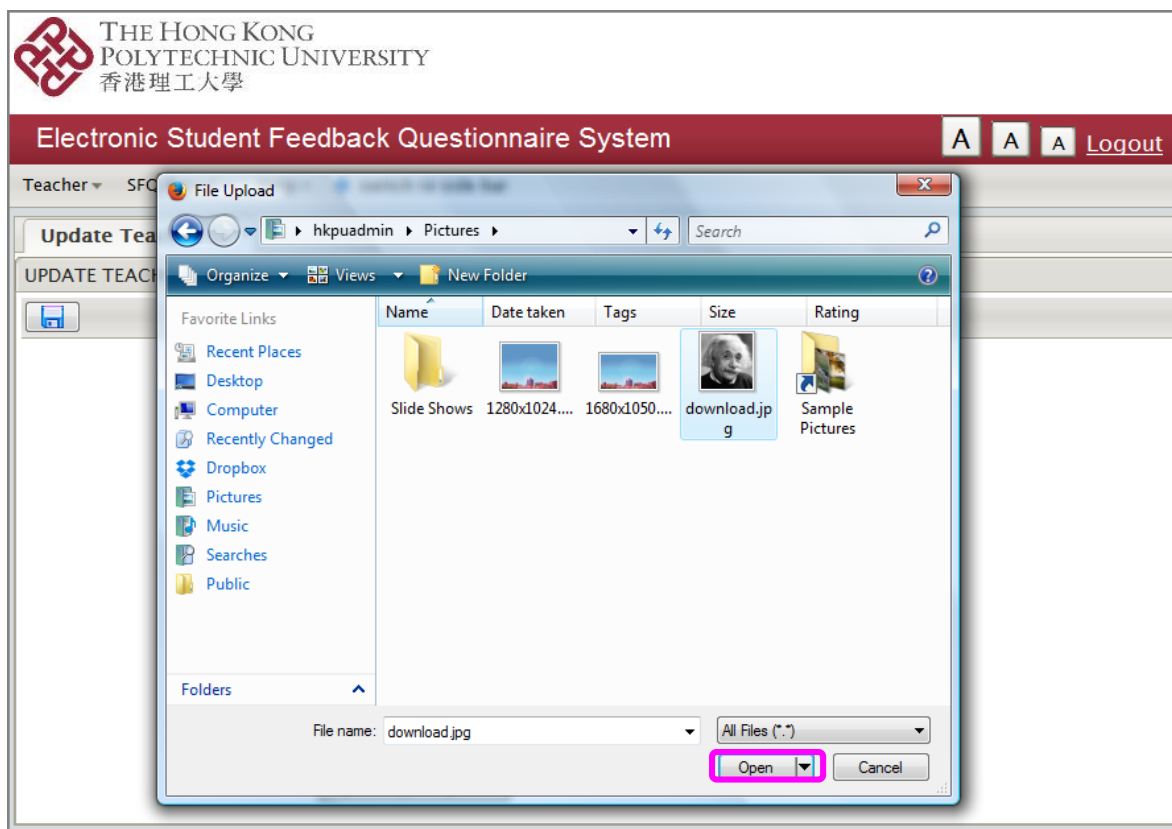 THE HONG KONG
POLYTECHNIC UNIVERSITY
香港理工大學
Electronic Student Feedback Questionnaire System
A A A Logout
Teacher SFQ
File Upload
hkpuadmin Pictures
Search
Update Tea
UPDATE TEACH
Organize Views New Folder
Favorite Links
Recent Places
Desktop
Computer
Recently Changed
Dropbox
Pictures
Music
Searches
Public
Folders
Name Date taken Tags Size Rating
Slide Shows 1280x1024.... 1680x1050.... download.jp
g
Sample
Pictures
File name: download.jpg
All Files (*.*)
Open Cancel